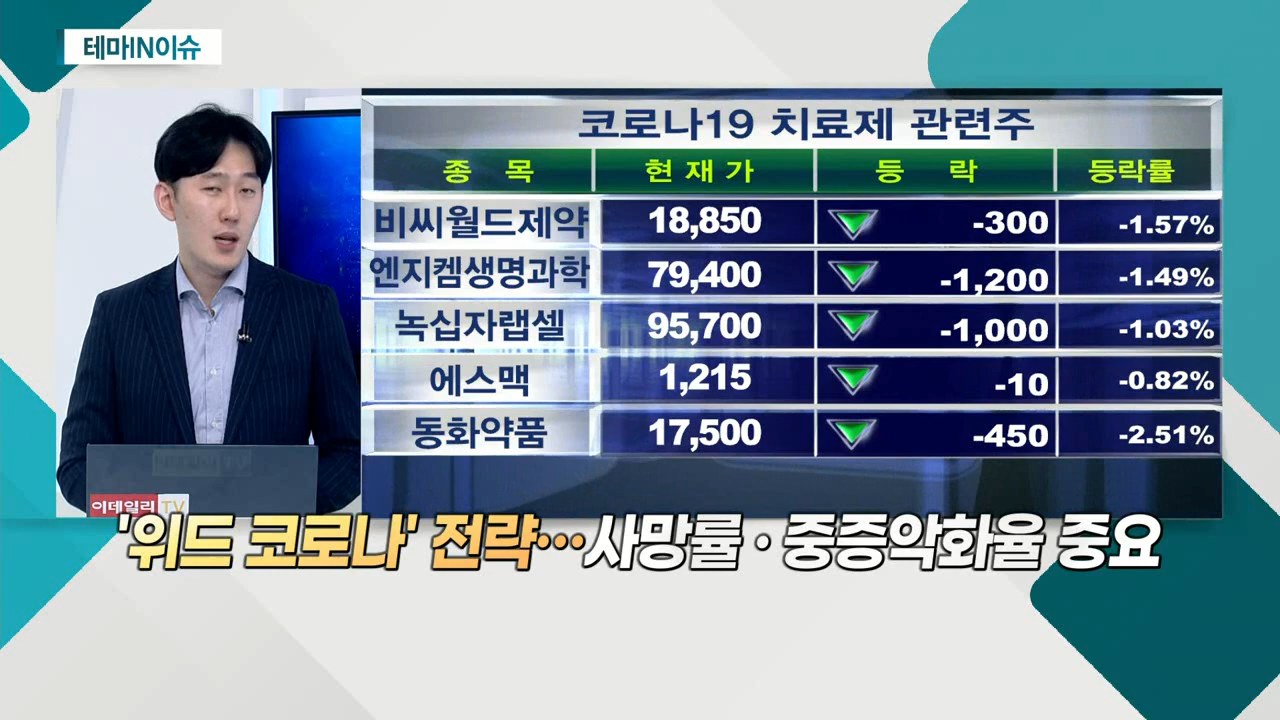 테마IN이슈
코로나19 치료제 관련주
종 목 현 재 가 등 락 등락률
비씨월드제약 18,850 -300 -1.57%
엔지켐생명과학 79,400 -1,200 -1.49%
녹십자랩셀 95,700 -1,000 -1.03%
에스맥 1,215 -10 -0.82%
동화약품 17,500 -450 -2.51%
이데일리 TV
'위드 코로나' 전략…사망률·중증악화율 중요